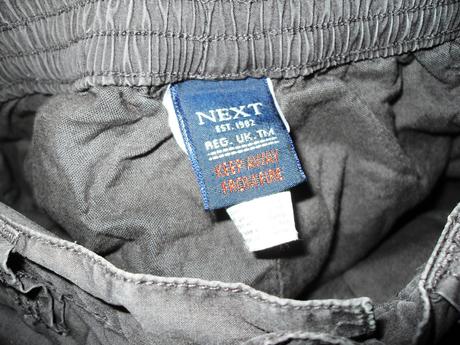 NEXT
EST. 1982
REG. UK. TM
KEEP AWAY
FROM FIRE